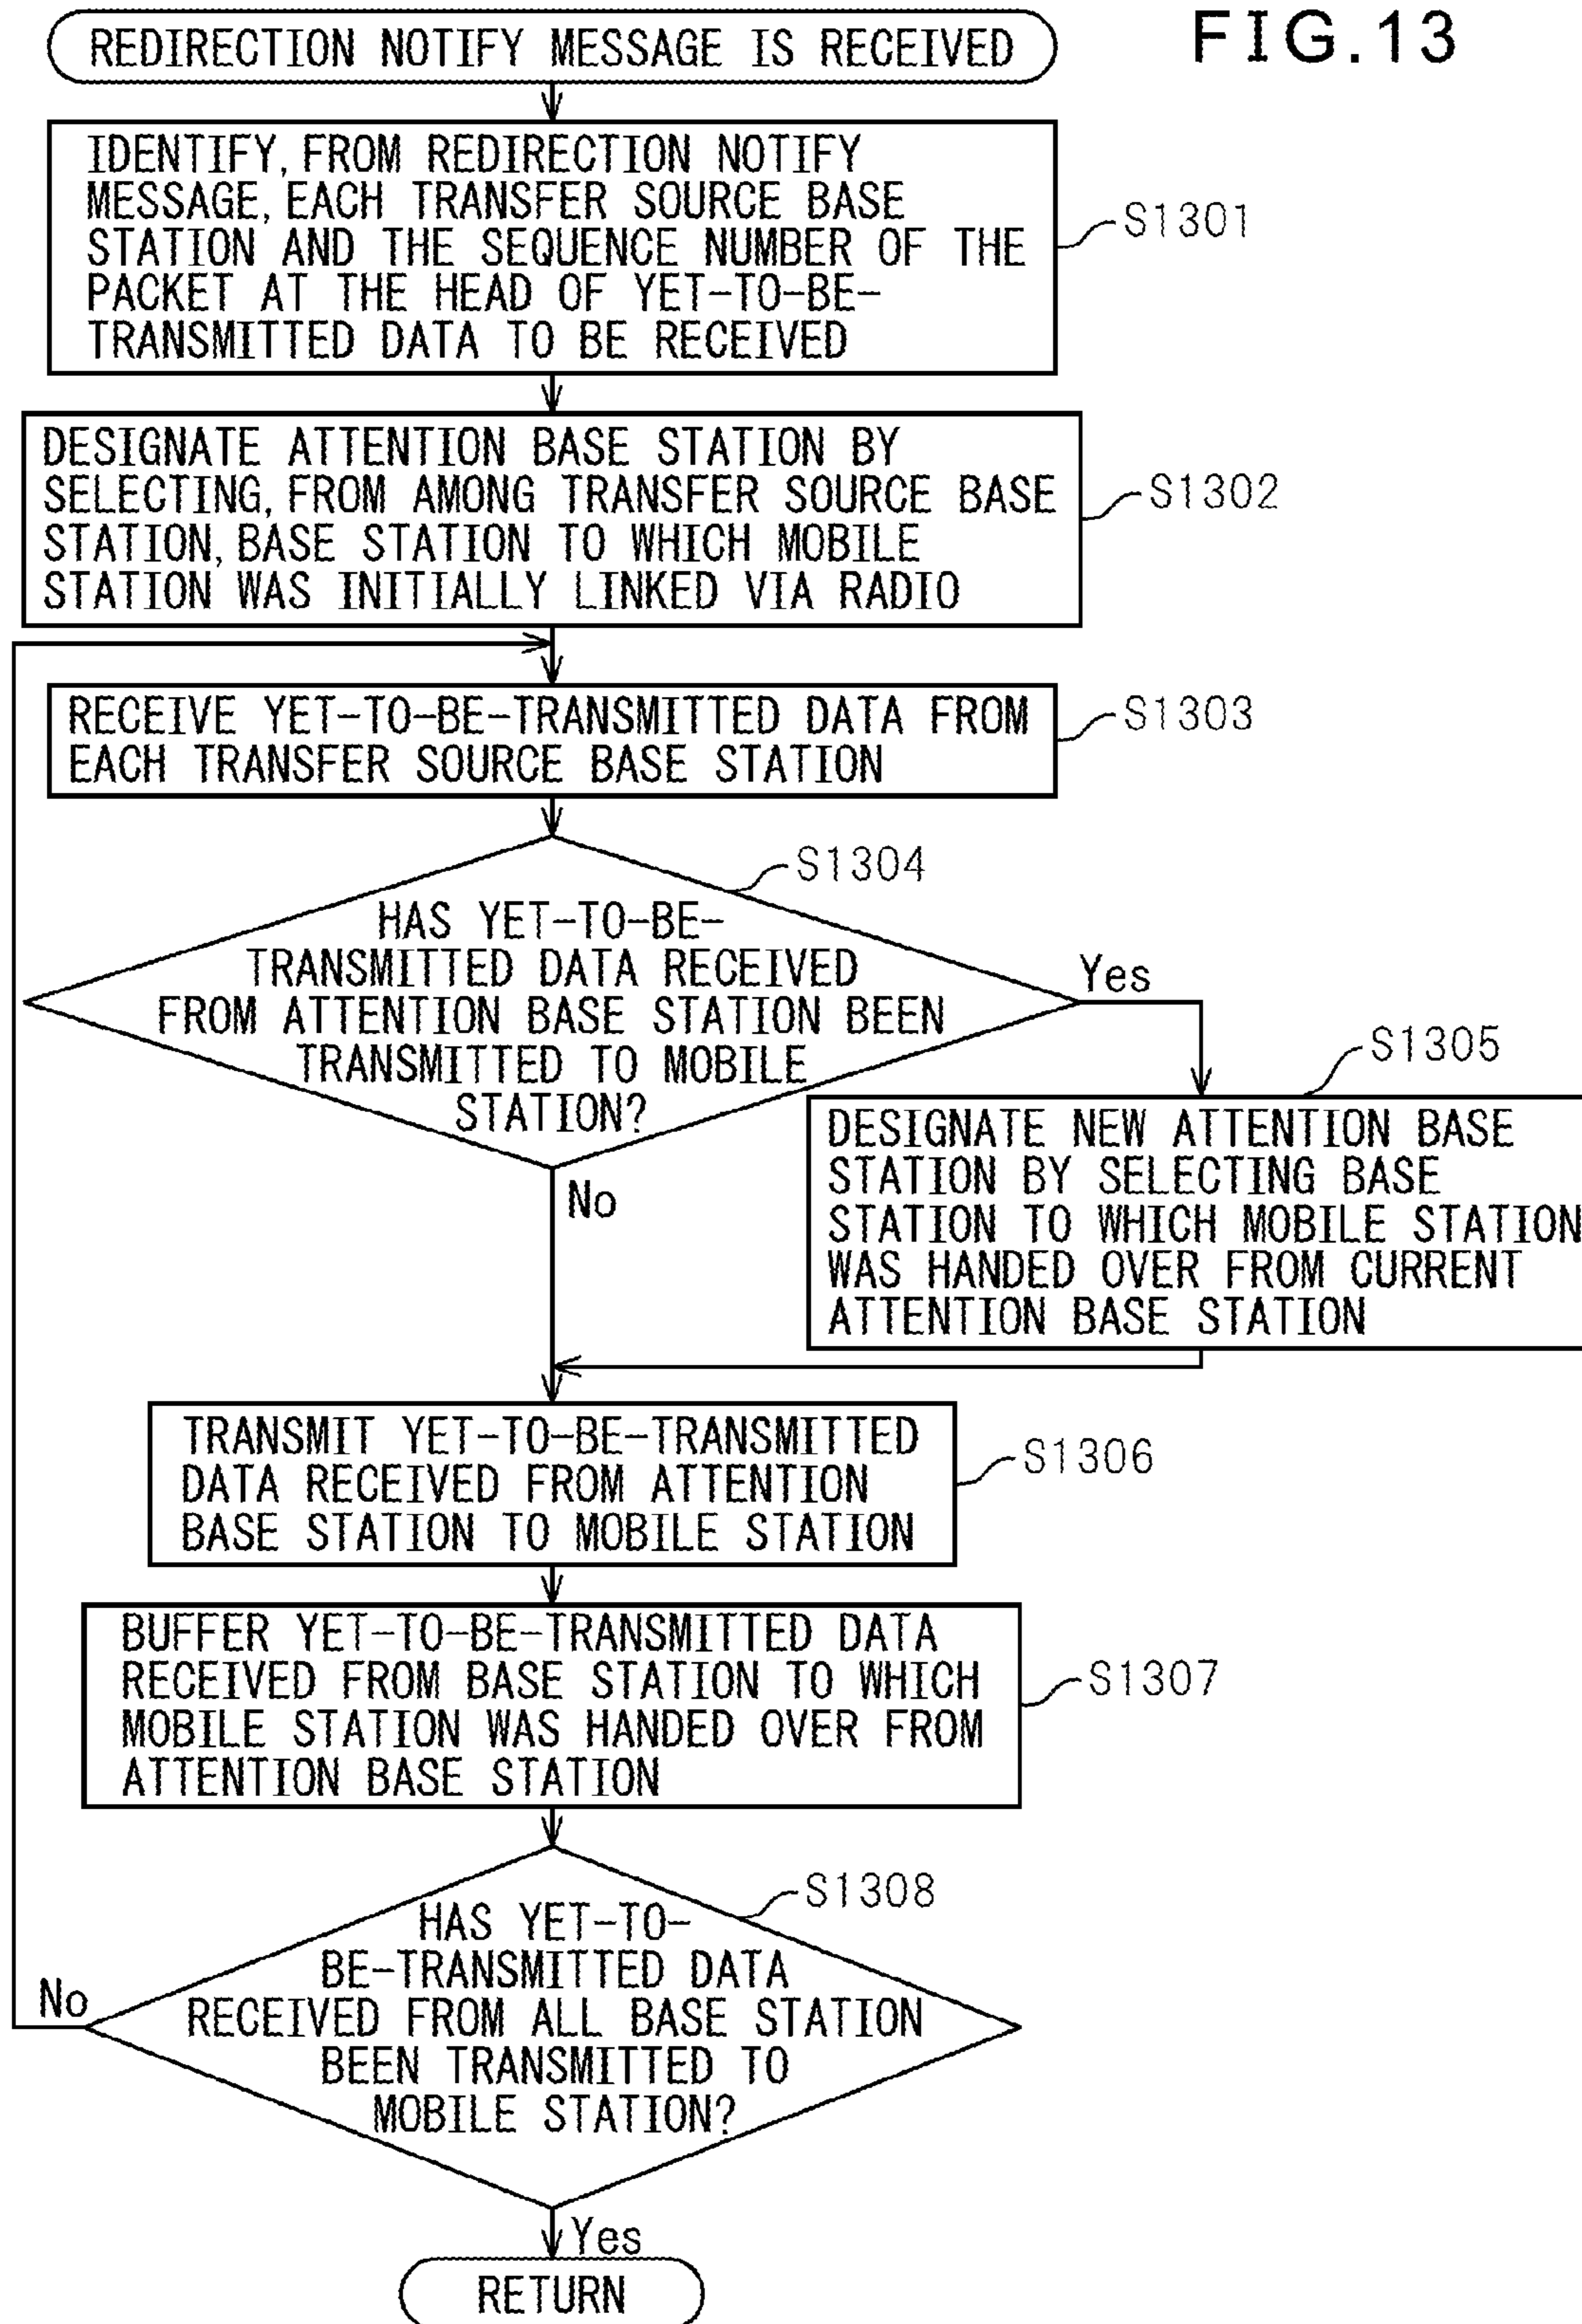 FIG.13
REDIRECTION NOTIFY MESSAGE IS RECEIVED
IDENTIFY, FROM REDIRECTION NOTIFY
MESSAGE, EACH TRANSFER SOURCE BASE
STATION AND THE SEQUENCE NUMBER OF THE
PACKET AT THE HEAD OF YET-TO-BE-
TRANSMITTED DATA TO BE RECEIVED
S1301
DESIGNATE ATTENTION BASE STATION BY
SELECTING, FROM AMONG TRANSFER SOURCE BASE
STATION, BASE STATION TO WHICH MOBILE
STATION WAS INITIALLY LINKED VIA RADIO
S1302
RECEIVE YET-TO-BE-TRANSMITTED DATA FROM
EACH TRANSFER SOURCE BASE STATION
S1303
S1304
HAS YET-TO-BE-
TRANSMITTED DATA RECEIVED
FROM ATTENTION BASE STATION BEEN
TRANSMITTED TO MOBILE
STATION?
Yes
No
S1305
DESIGNATE NEW ATTENTION BASE
STATION BY SELECTING BASE
STATION TO WHICH MOBILE STATION
WAS HANDED OVER FROM CURRENT
ATTENTION BASE STATION
TRANSMIT YET-TO-BE-TRANSMITTED
DATA RECEIVED FROM ATTENTION
BASE STATION TO MOBILE STATION
S1306
BUFFER YET-TO-BE-TRANSMITTED DATA
RECEIVED FROM BASE STATION TO WHICH
MOBILE STATION WAS HANDED OVER FROM
ATTENTION BASE STATION
S1307
S1308
HAS YET-TO-
BE-TRANSMITTED DATA
RECEIVED FROM ALL BASE STATION
BEEN TRANSMITTED TO
MOBILE STATION?
No
Yes
RETURN